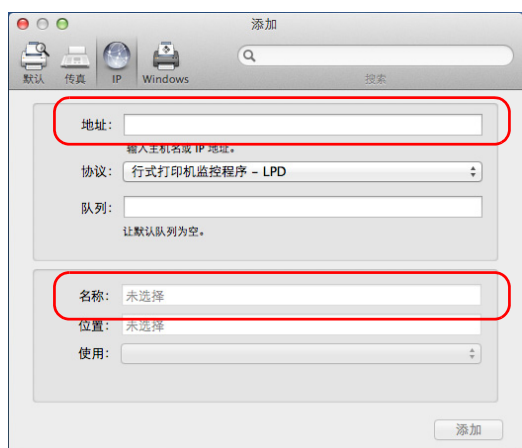 添加
默认 传真 IP Windows 搜索
地址:
输入主机名或 IP 地址。
协议: 行式打印机监控程序 – LPD
队列:
让默认队列为空。
名称: 未选择
位置: 未选择
使用:
添加